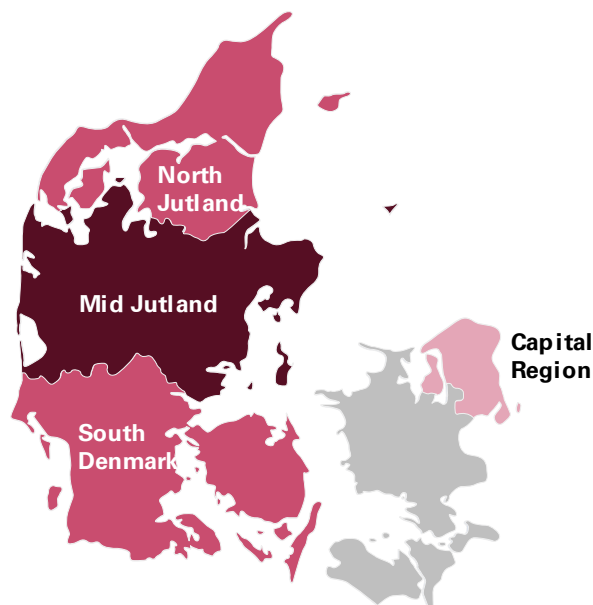 North
Jutland
Mid Jutland
Capital
Region
South
Denmark